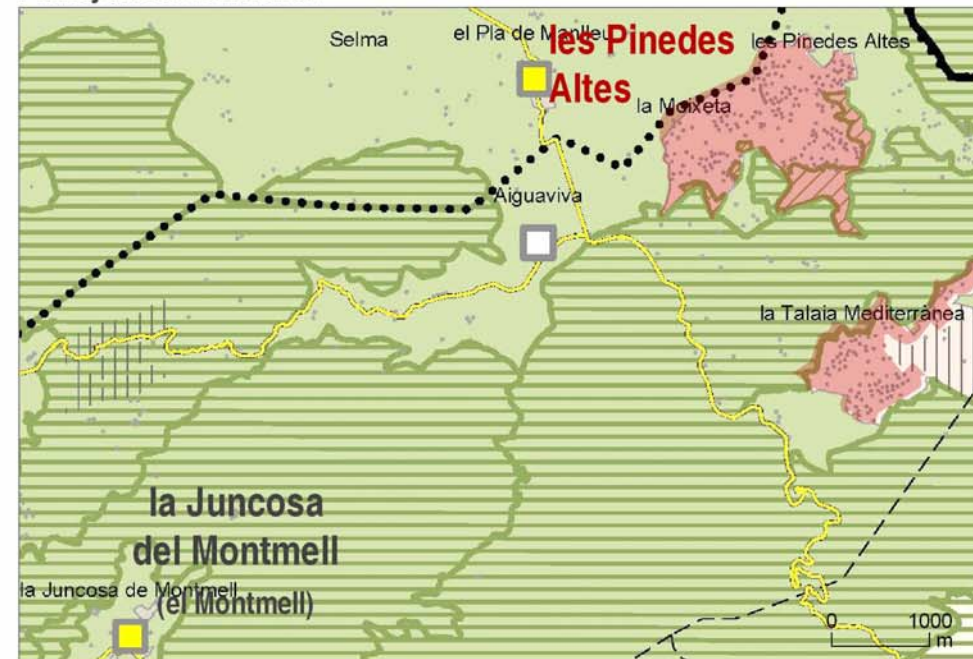 Selma
el Pla de Manlleu
les Pinedes
Altes
les Pinedes Altes
la Moixeta
Aiguaviva
la Talaia Mediterrànea
la Juncosa
del Montmell
(el Montmell)
la Juncosa de Montmell
0 1000
m